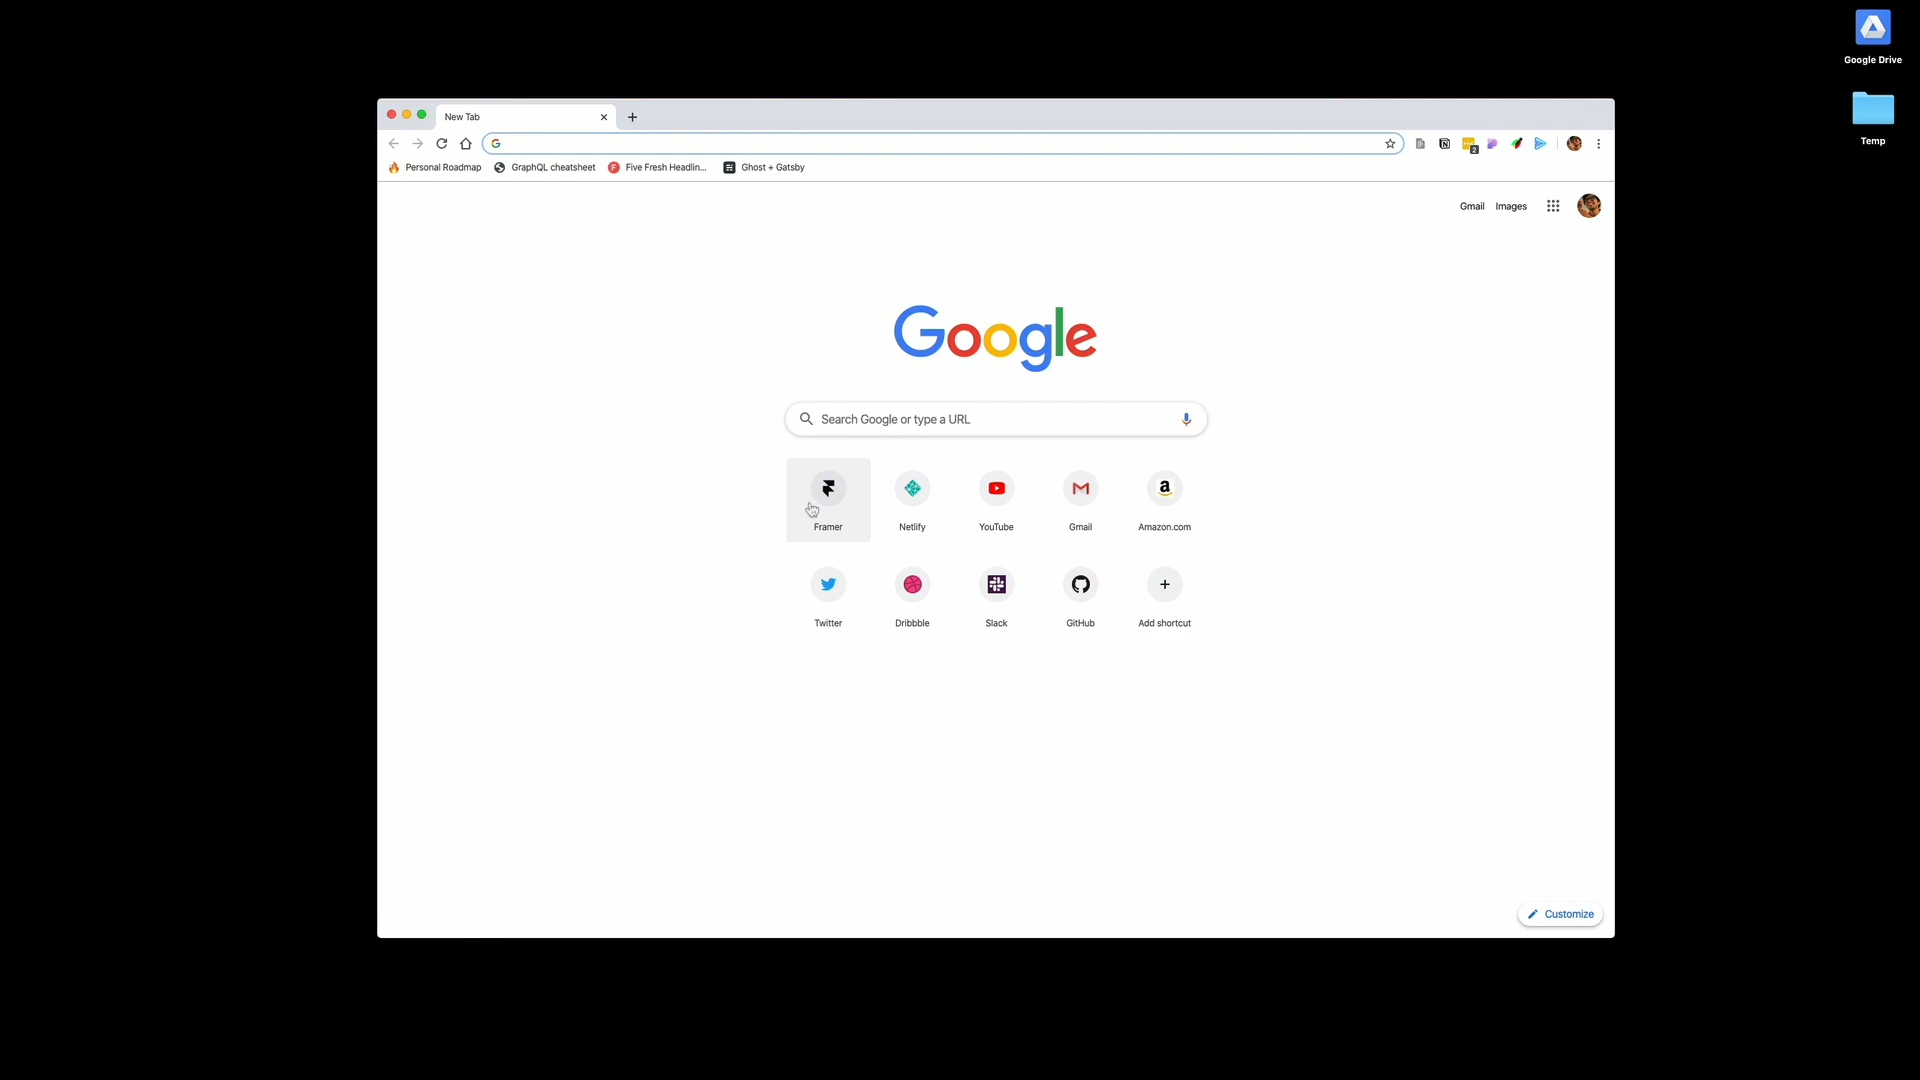 Google Drive
Temp
New Tab
Personal Roadmap GraphQL cheatsheet Five Fresh Headlin... Ghost + Gatsby
2
Gmail Images
Google
Search Google or type a URL
Framer Netlify YouTube Gmail Amazon.com
Twitter Dribbble Slack GitHub Add shortcut
Customize